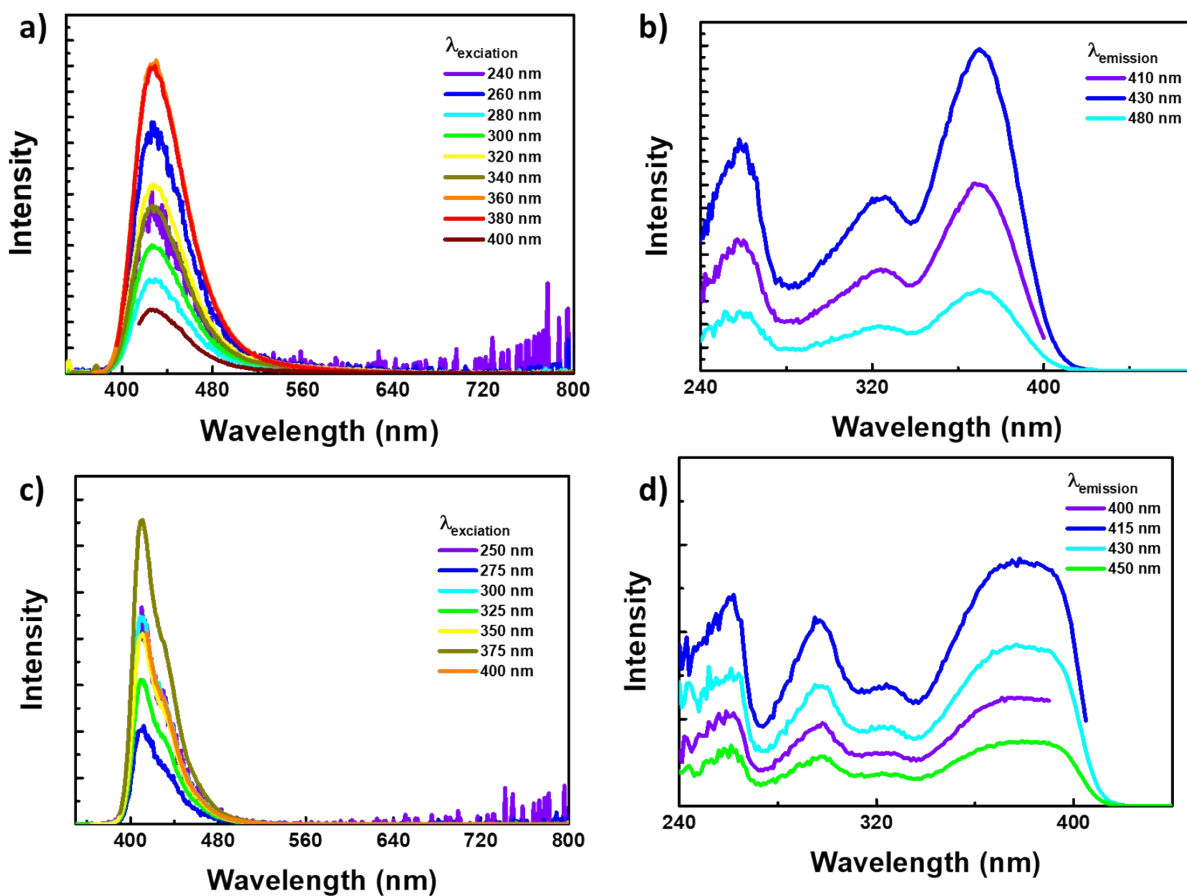 a)
λexciation
240 nm
260 nm
280 nm
300 nm
320 nm
340 nm
360 nm
380 nm
400 nm
Intensity
400 480 560 640 720 800
Wavelength (nm)
b)
λemission
410 nm
430 nm
480 nm
Intensity
240 320 400
Wavelength (nm)
c)
λexciation
250 nm
275 nm
300 nm
325 nm
350 nm
375 nm
400 nm
Intensity
400 480 560 640 720 800
Wavelength (nm)
d)
λemission
400 nm
415 nm
430 nm
450 nm
Intensity
240 320 400
Wavelength (nm)